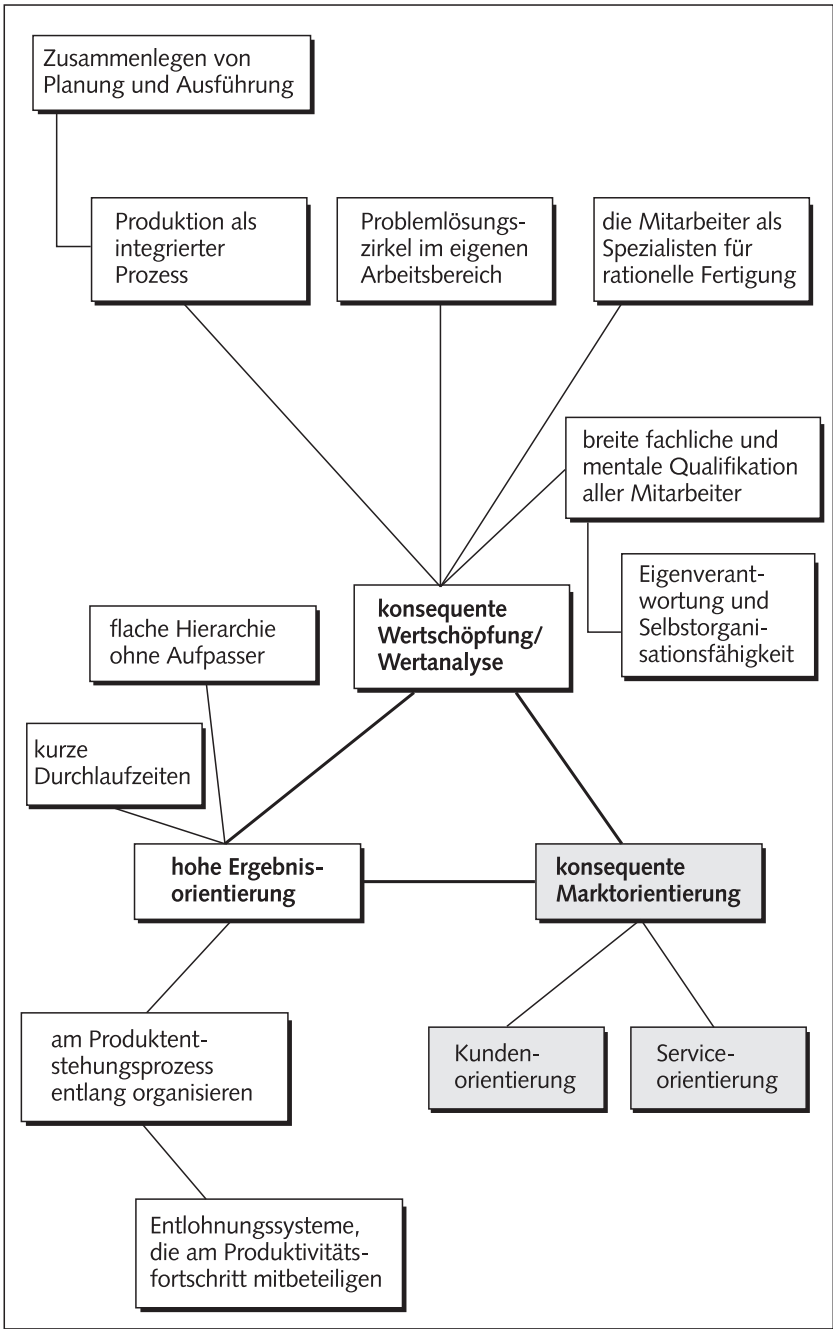 Zusammenlegen von
Planung und Ausführung
Produktion als
integrierter
Prozess
Problemlösungs-
zirkel im eigenen
Arbeitsbereich
die Mitarbeiter als
Spezialisten für
rationelle Fertigung
breite fachliche und
mentale Qualifikation
aller Mitarbeiter
Eigenverant-
wortung und
Selbstorgani-
sationsfähigkeit
konsequente
Wertschöpfung/
Wertanalyse
flache Hierarchie
ohne Aufpasser
kurze
Durchlaufzeiten
hohe Ergebnis-
orientierung
konsequente
Marktorientierung
am Produktent-
stehungsprozess
entlang organisieren
Kunden-
orientierung
Service-
orientierung
Entlohnungssysteme,
die am Produktivitäts-
fortschritt mitbeteiligen